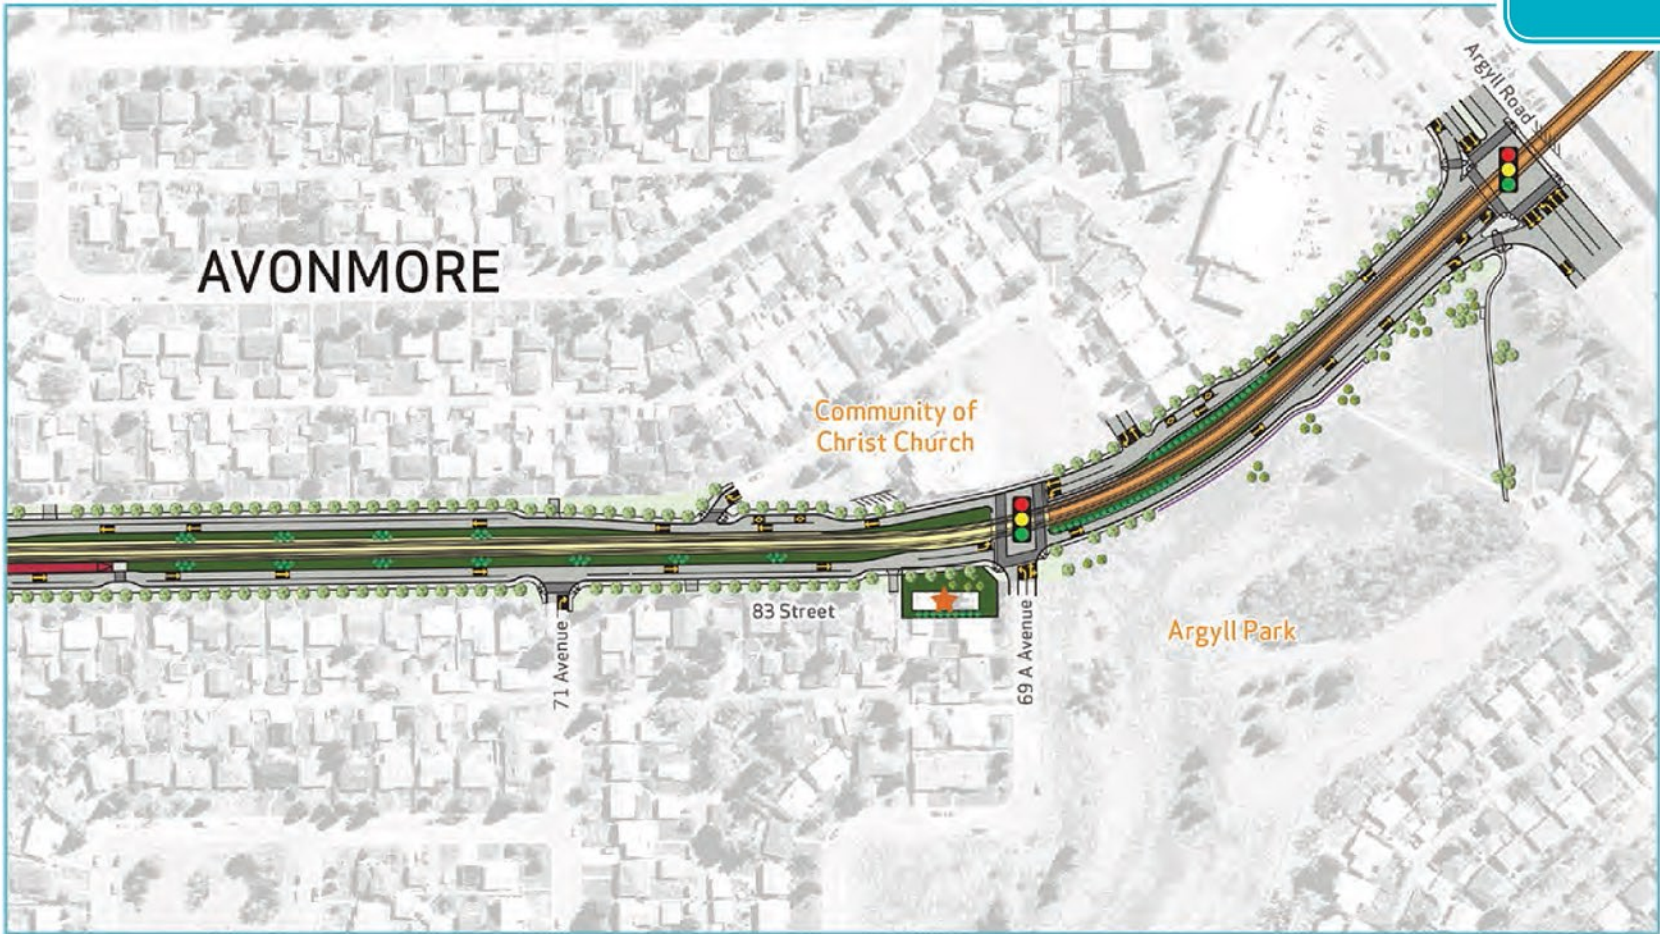 Argyll Road
AVONMORE
Community of
Christ Church
83 Street
71 Avenue
69 A Avenue
Argyll Park